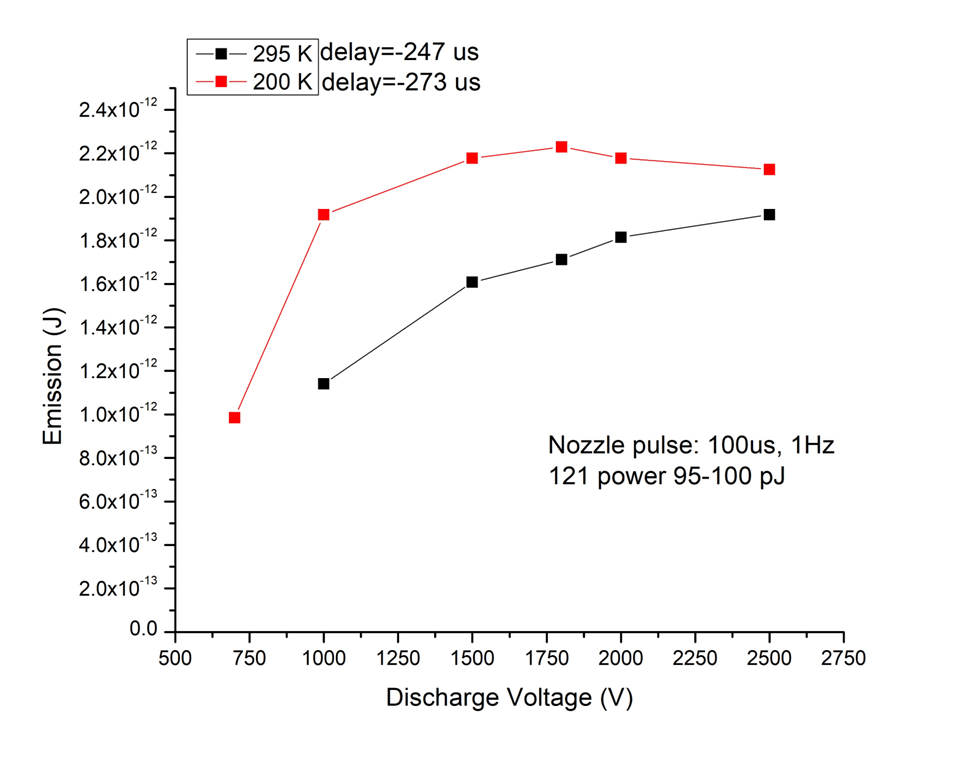 295 K delay=-247 us
200 K delay=-273 us
2.4x10⁻¹²
2.2x10⁻¹²
2.0x10⁻¹²
1.8x10⁻¹²
1.6x10⁻¹²
1.4x10⁻¹²
1.2x10⁻¹²
1.0x10⁻¹²
8.0x10⁻¹³
6.0x10⁻¹³
4.0x10⁻¹³
2.0x10⁻¹³
0.0
Emission (J)
Nozzle pulse: 100us, 1Hz
121 power 95-100 pJ
500 750 1000 1250 1500 1750 2000 2250 2500 2750
Discharge Voltage (V)